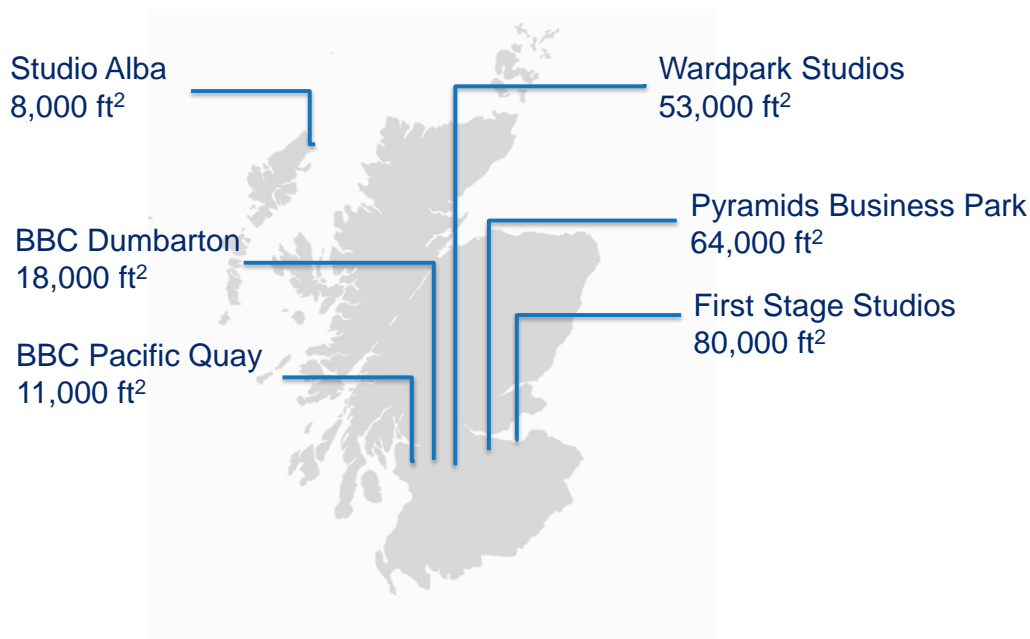 Studio Alba
8,000 ft²
BBC Dumbarton
18,000 ft²
BBC Pacific Quay
11,000 ft²
Wardpark Studios
53,000 ft²
Pyramids Business Park
64,000 ft²
First Stage Studios
80,000 ft²